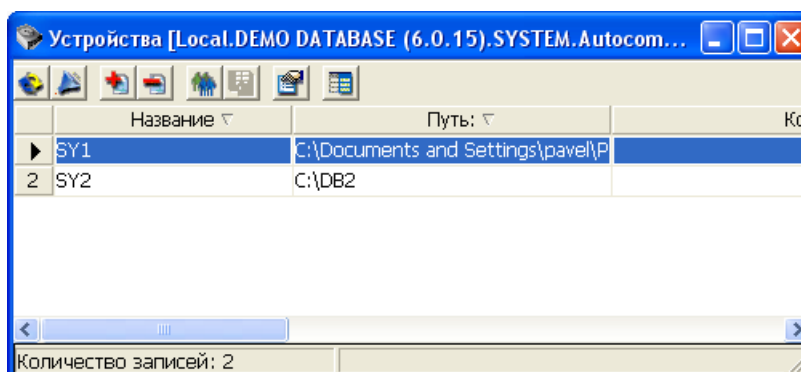 Устройства [Local.DEMO DATABASE (6.0.15).SYSTEM.Autocom...
Название Путь: Ко
SY1 C:\Documents and Settings\pavel\P
2 SY2 C:\DB2
Количество записей: 2